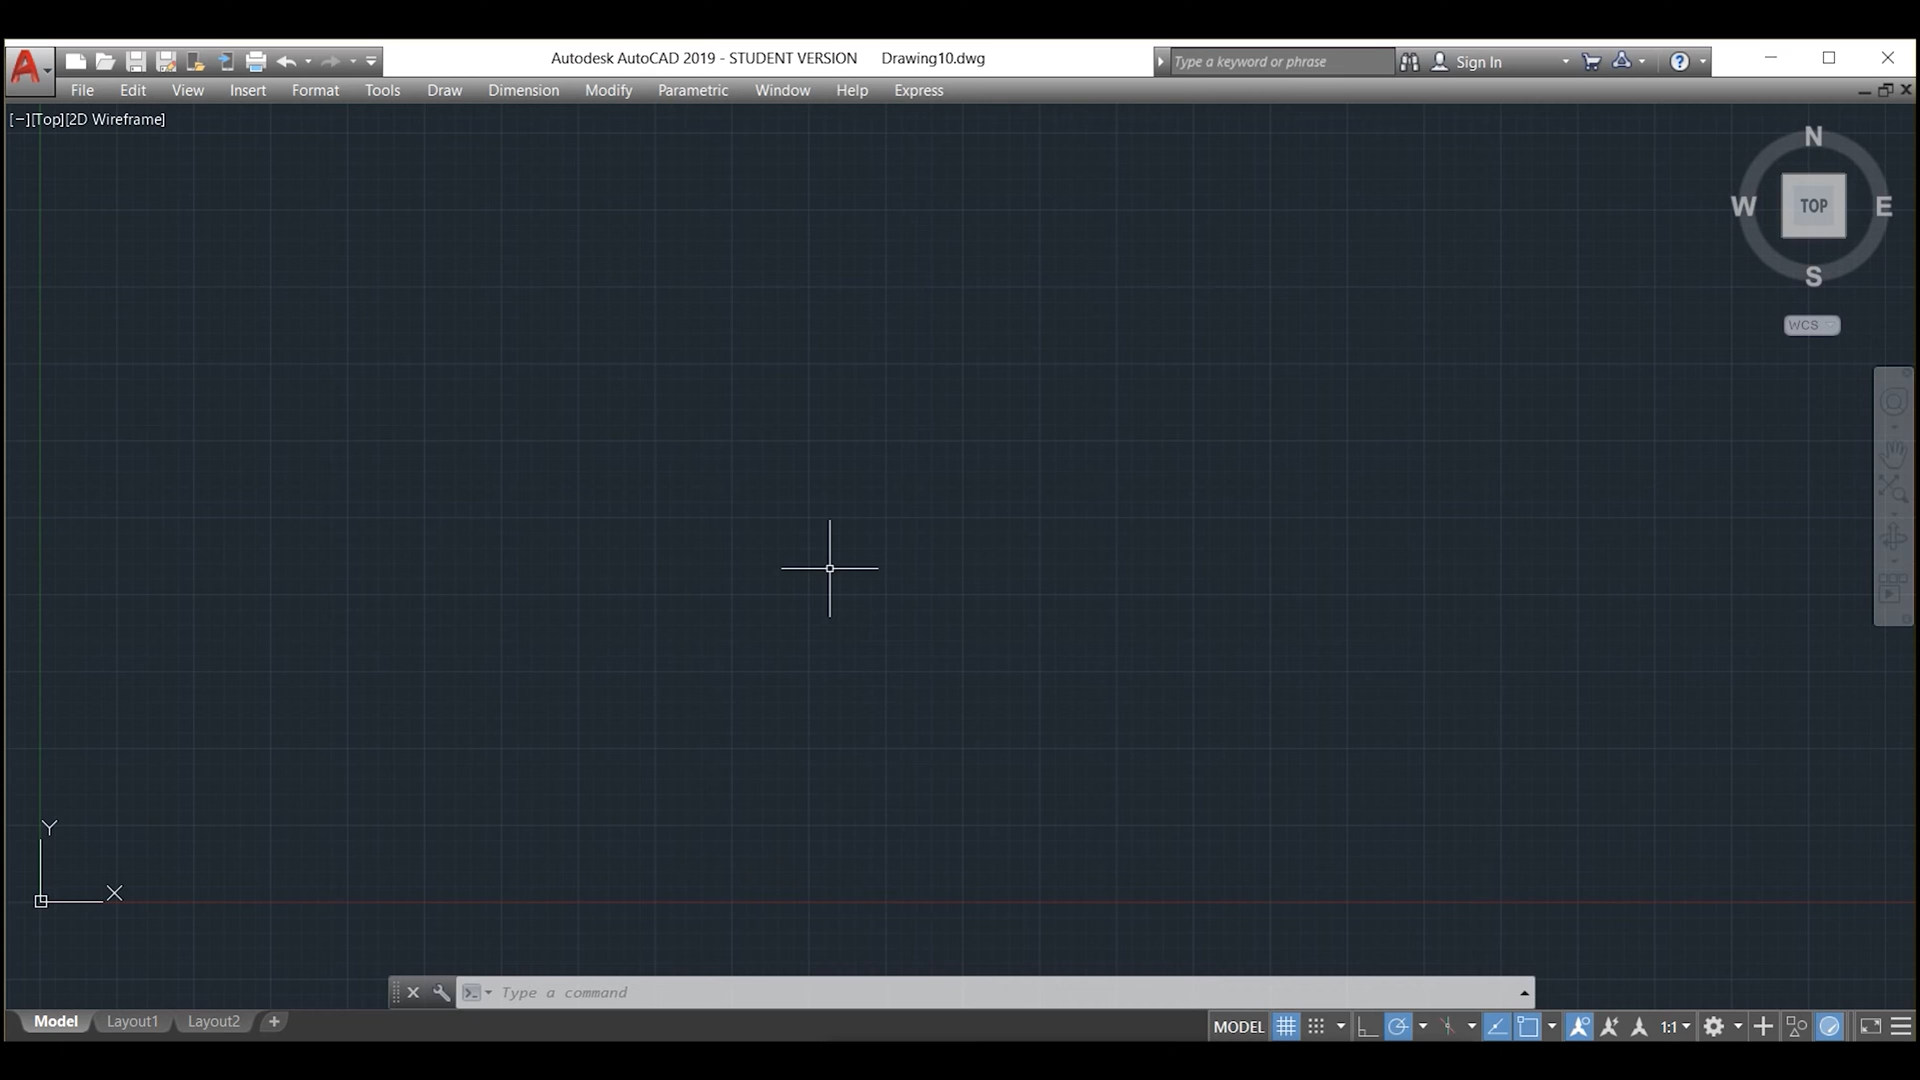 Autodesk AutoCAD 2019 - STUDENT VERSION Drawing10.dwg
Type a keyword or phrase
Sign In
File Edit View Insert Format Tools Draw Dimension Modify Parametric Window Help Express
[−][Top][2D Wireframe]
N
W TOP E
S
WCS
Y
X
Type a command
Model Layout1 Layout2 +
MODEL 1:1